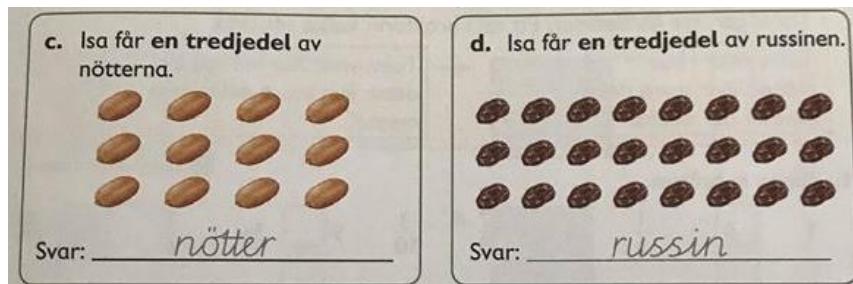 c. Isa får en tredjedel av
nötterna.
Svar: nötter
d. Isa får en tredjedel av russinen.
Svar: russin